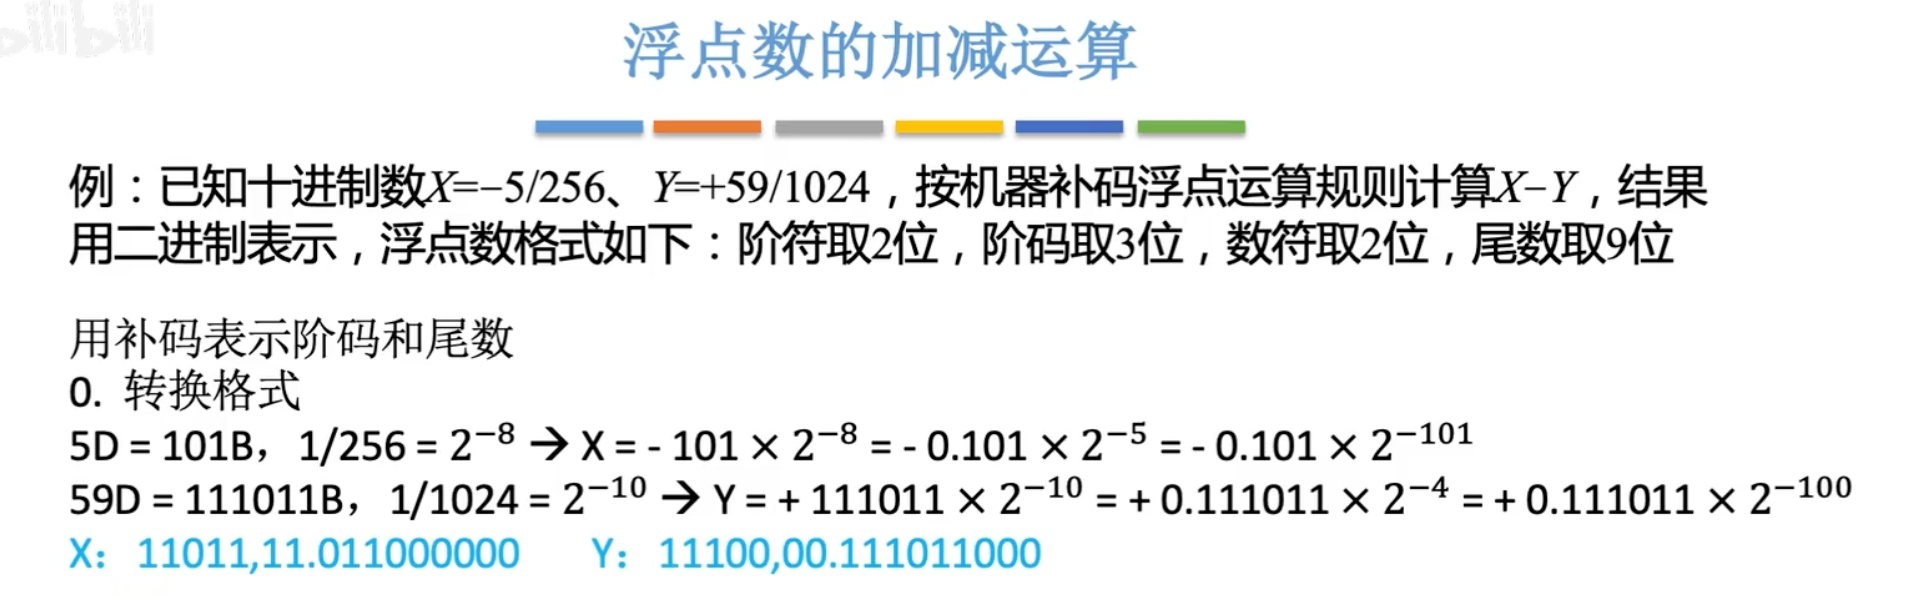 bilibili
浮点数的加减运算
例：已知十进制数X=−5/256、Y=+59/1024，按机器补码浮点运算规则计算X−Y，结果
用二进制表示，浮点数格式如下：阶符取2位，阶码取3位，数符取2位，尾数取9位
用补码表示阶码和尾数
0. 转换格式
5D = 101B，1/256 = 2⁻⁸ → X = - 101 × 2⁻⁸ = - 0.101 × 2⁻⁵ = - 0.101 × 2⁻¹⁰¹
59D = 111011B，1/1024 = 2⁻¹⁰ → Y = + 111011 × 2⁻¹⁰ = + 0.111011 × 2⁻⁴ = + 0.111011 × 2⁻¹⁰⁰
X：11011,11.011000000 Y：11100,00.111011000